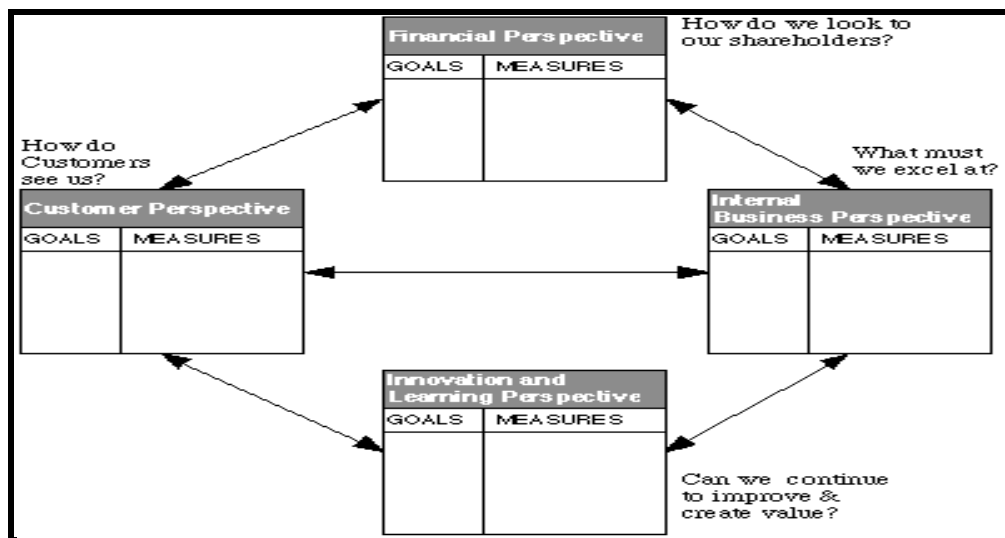 How do we look to
our shareholders?
Financial Perspective
GOALS MEASURES
How do
Customers
see us?
What must
we excel at?
Customer Perspective
GOALS MEASURES
Internal
Business Perspective
GOALS MEASURES
Innovation and
Learning Perspective
GOALS MEASURES
Can we continue
to improve &
create value?